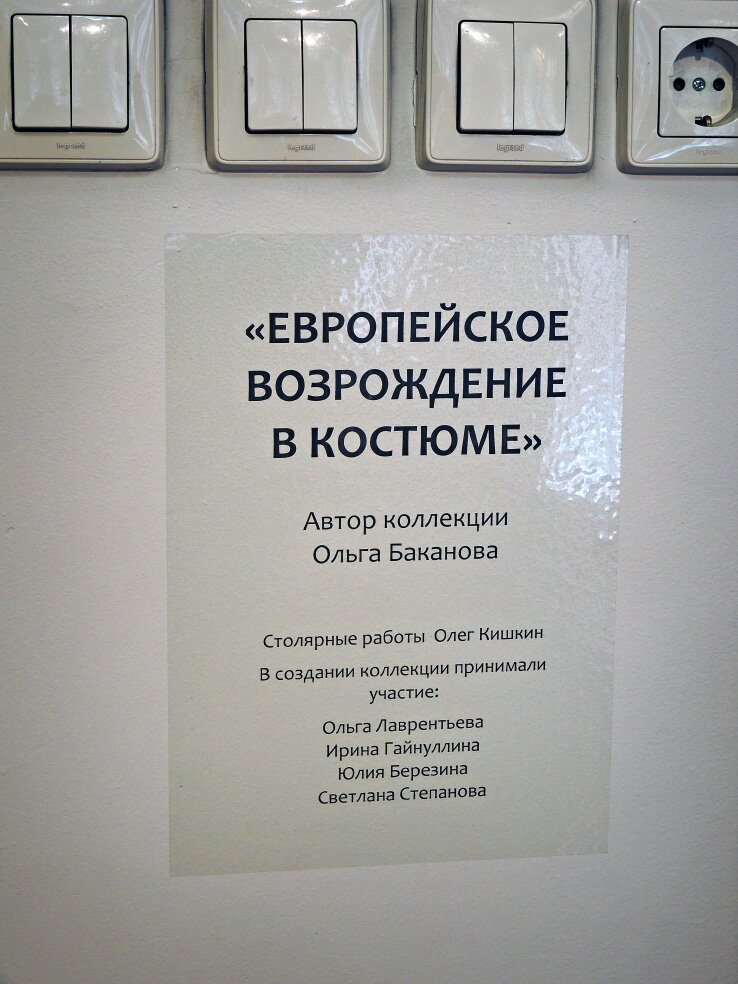 legrand
legrand
legrand
legrand
«ЕВРОПЕЙСКОЕ
ВОЗРОЖДЕНИЕ
В КОСТЮМЕ»
Автор коллекции
Ольга Баканова
Столярные работы Олег Кишкин
В создании коллекции принимали
участие:
Ольга Лаврентьева
Ирина Гайнуллина
Юлия Березина
Светлана Степанова